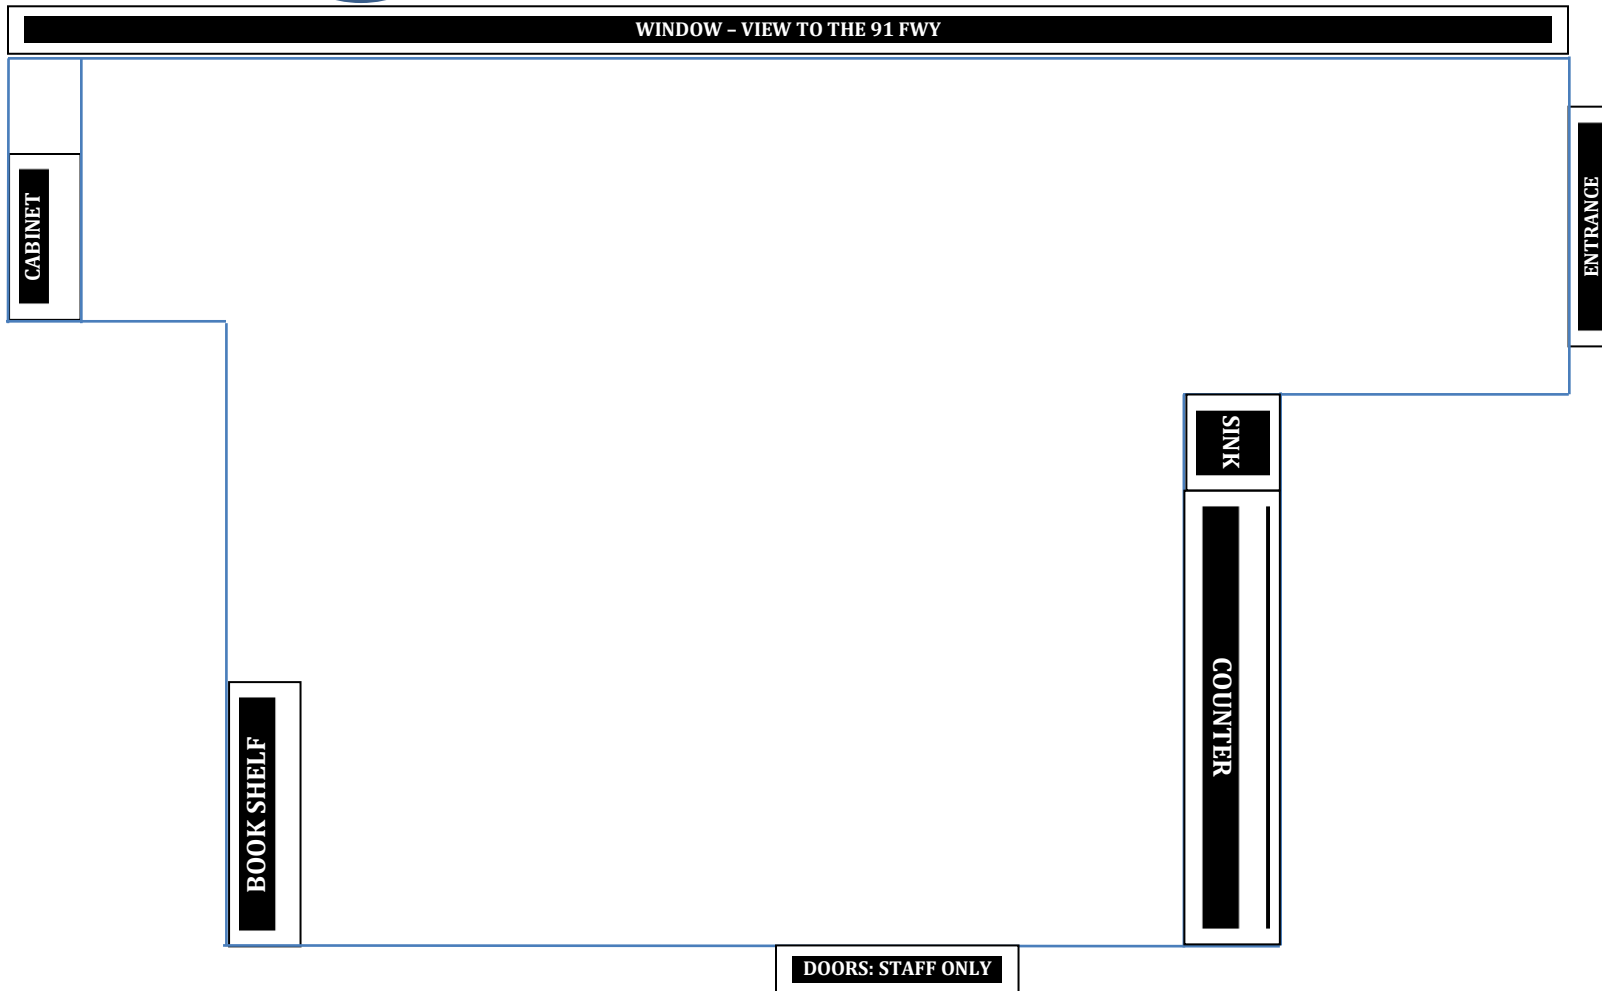 WINDOW – VIEW TO THE 91 FWY
CABINET
ENTRANCE
SINK
COUNTER
BOOK SHELF
DOORS: STAFF ONLY